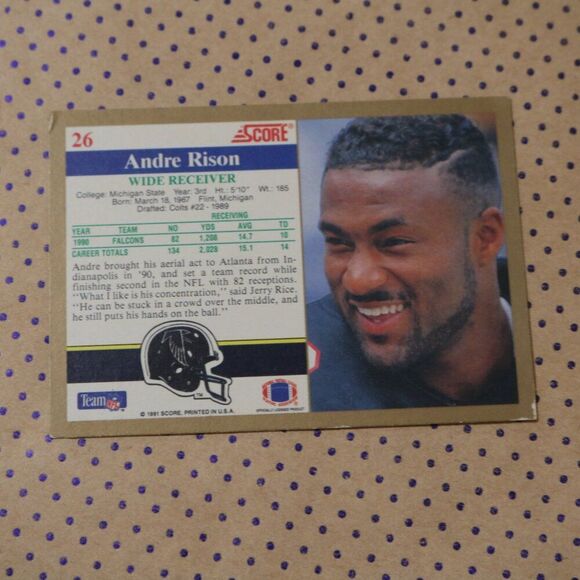 26
SCORE®
Andre Rison
WIDE RECEIVER
College: Michigan State Year: 3rd Ht.: 5'10" Wt.: 185
Born: March 18, 1967 Flint, Michigan
Drafted: Colts #22 - 1989
RECEIVING
YEAR TEAM NO YDS AVG TD
1990 FALCONS 82 1,208 14.7 10
CAREER TOTALS 134 2,028 15.1 14
Andre brought his aerial act to Atlanta from In-
dianapolis in '90, and set a team record while
finishing second in the NFL with 82 receptions.
"What I like is his concentration," said Jerry Rice.
"He can be stuck in a crowd over the middle, and
he still puts his hands on the ball."
TM
Team NFL
© 1991 SCORE, PRINTED IN U.S.A.
OFFICIALLY LICENSED PRODUCT